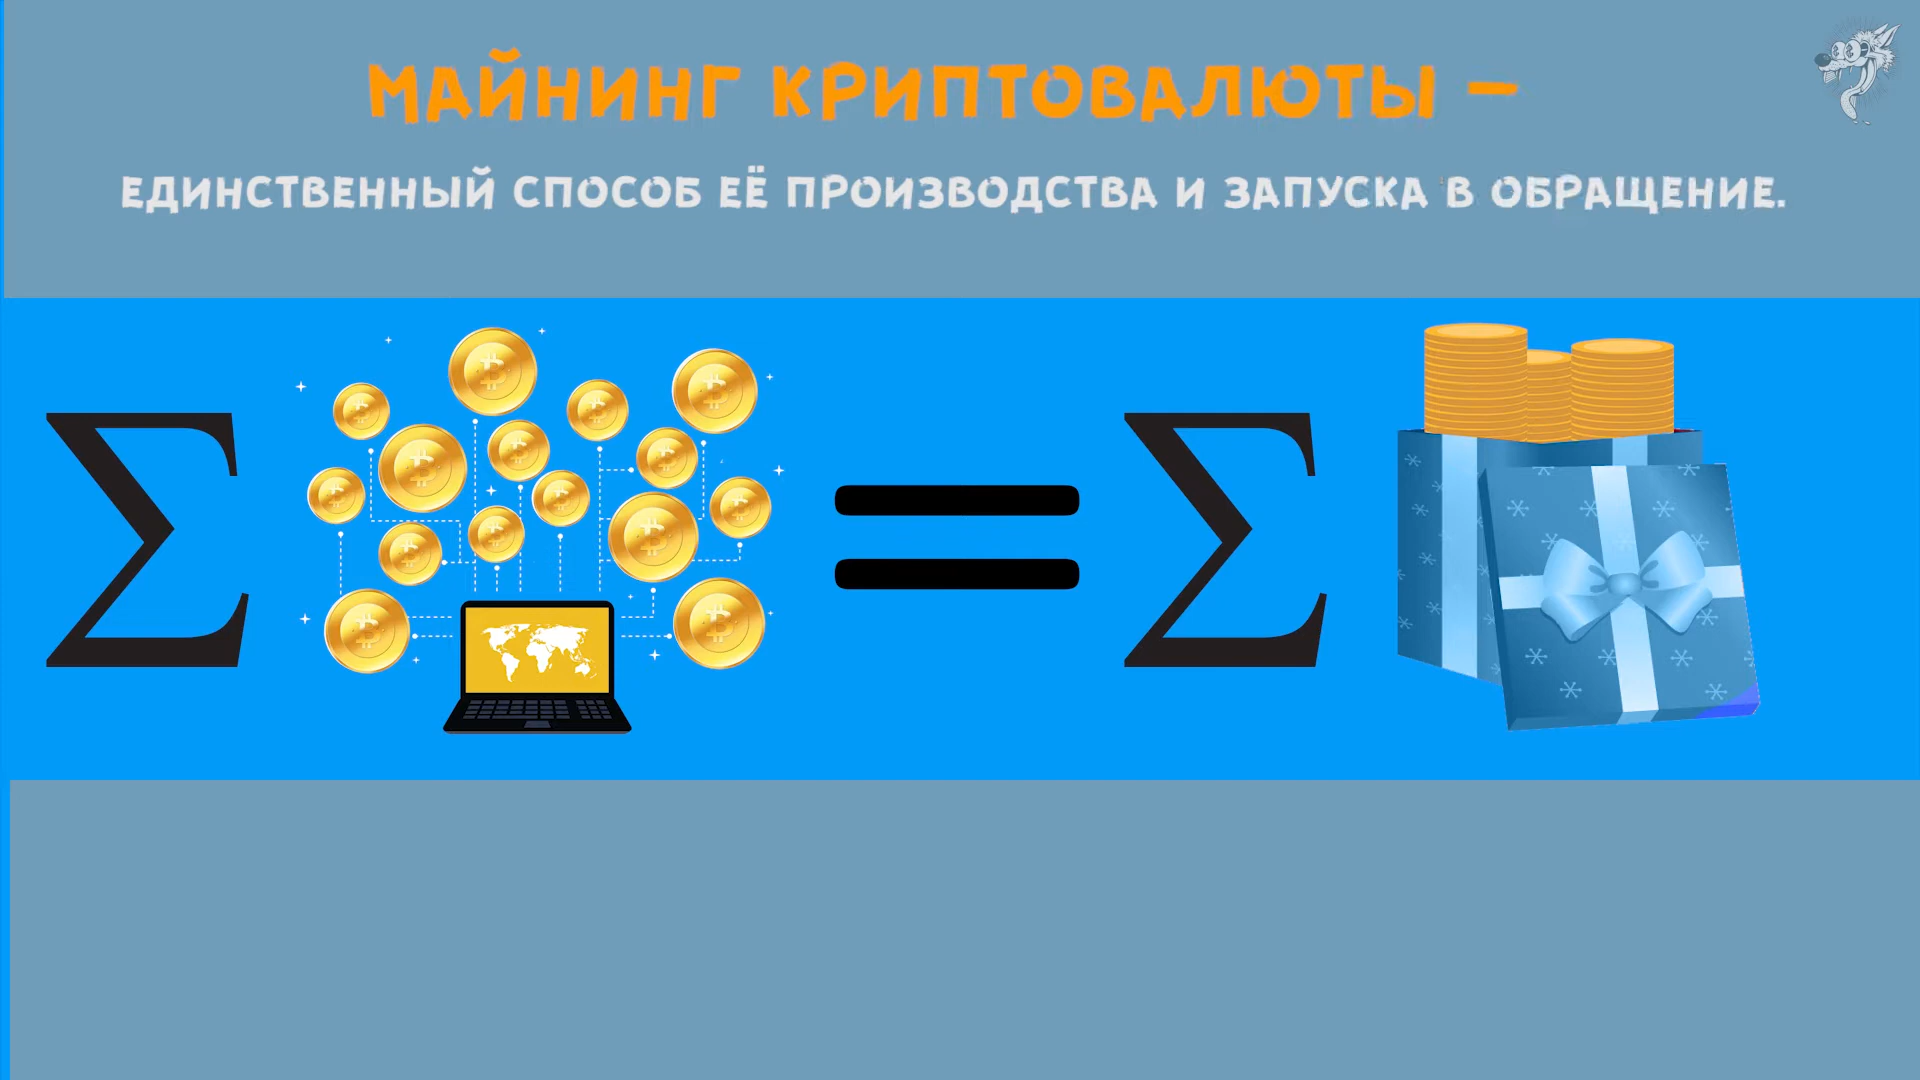 МАЙНИНГ КРИПТОВАЛЮТЫ –
ЕДИНСТВЕННЫЙ СПОСОБ ЕЁ ПРОИЗВОДСТВА И ЗАПУСКА В ОБРАЩЕНИЕ.
Σ = Σ